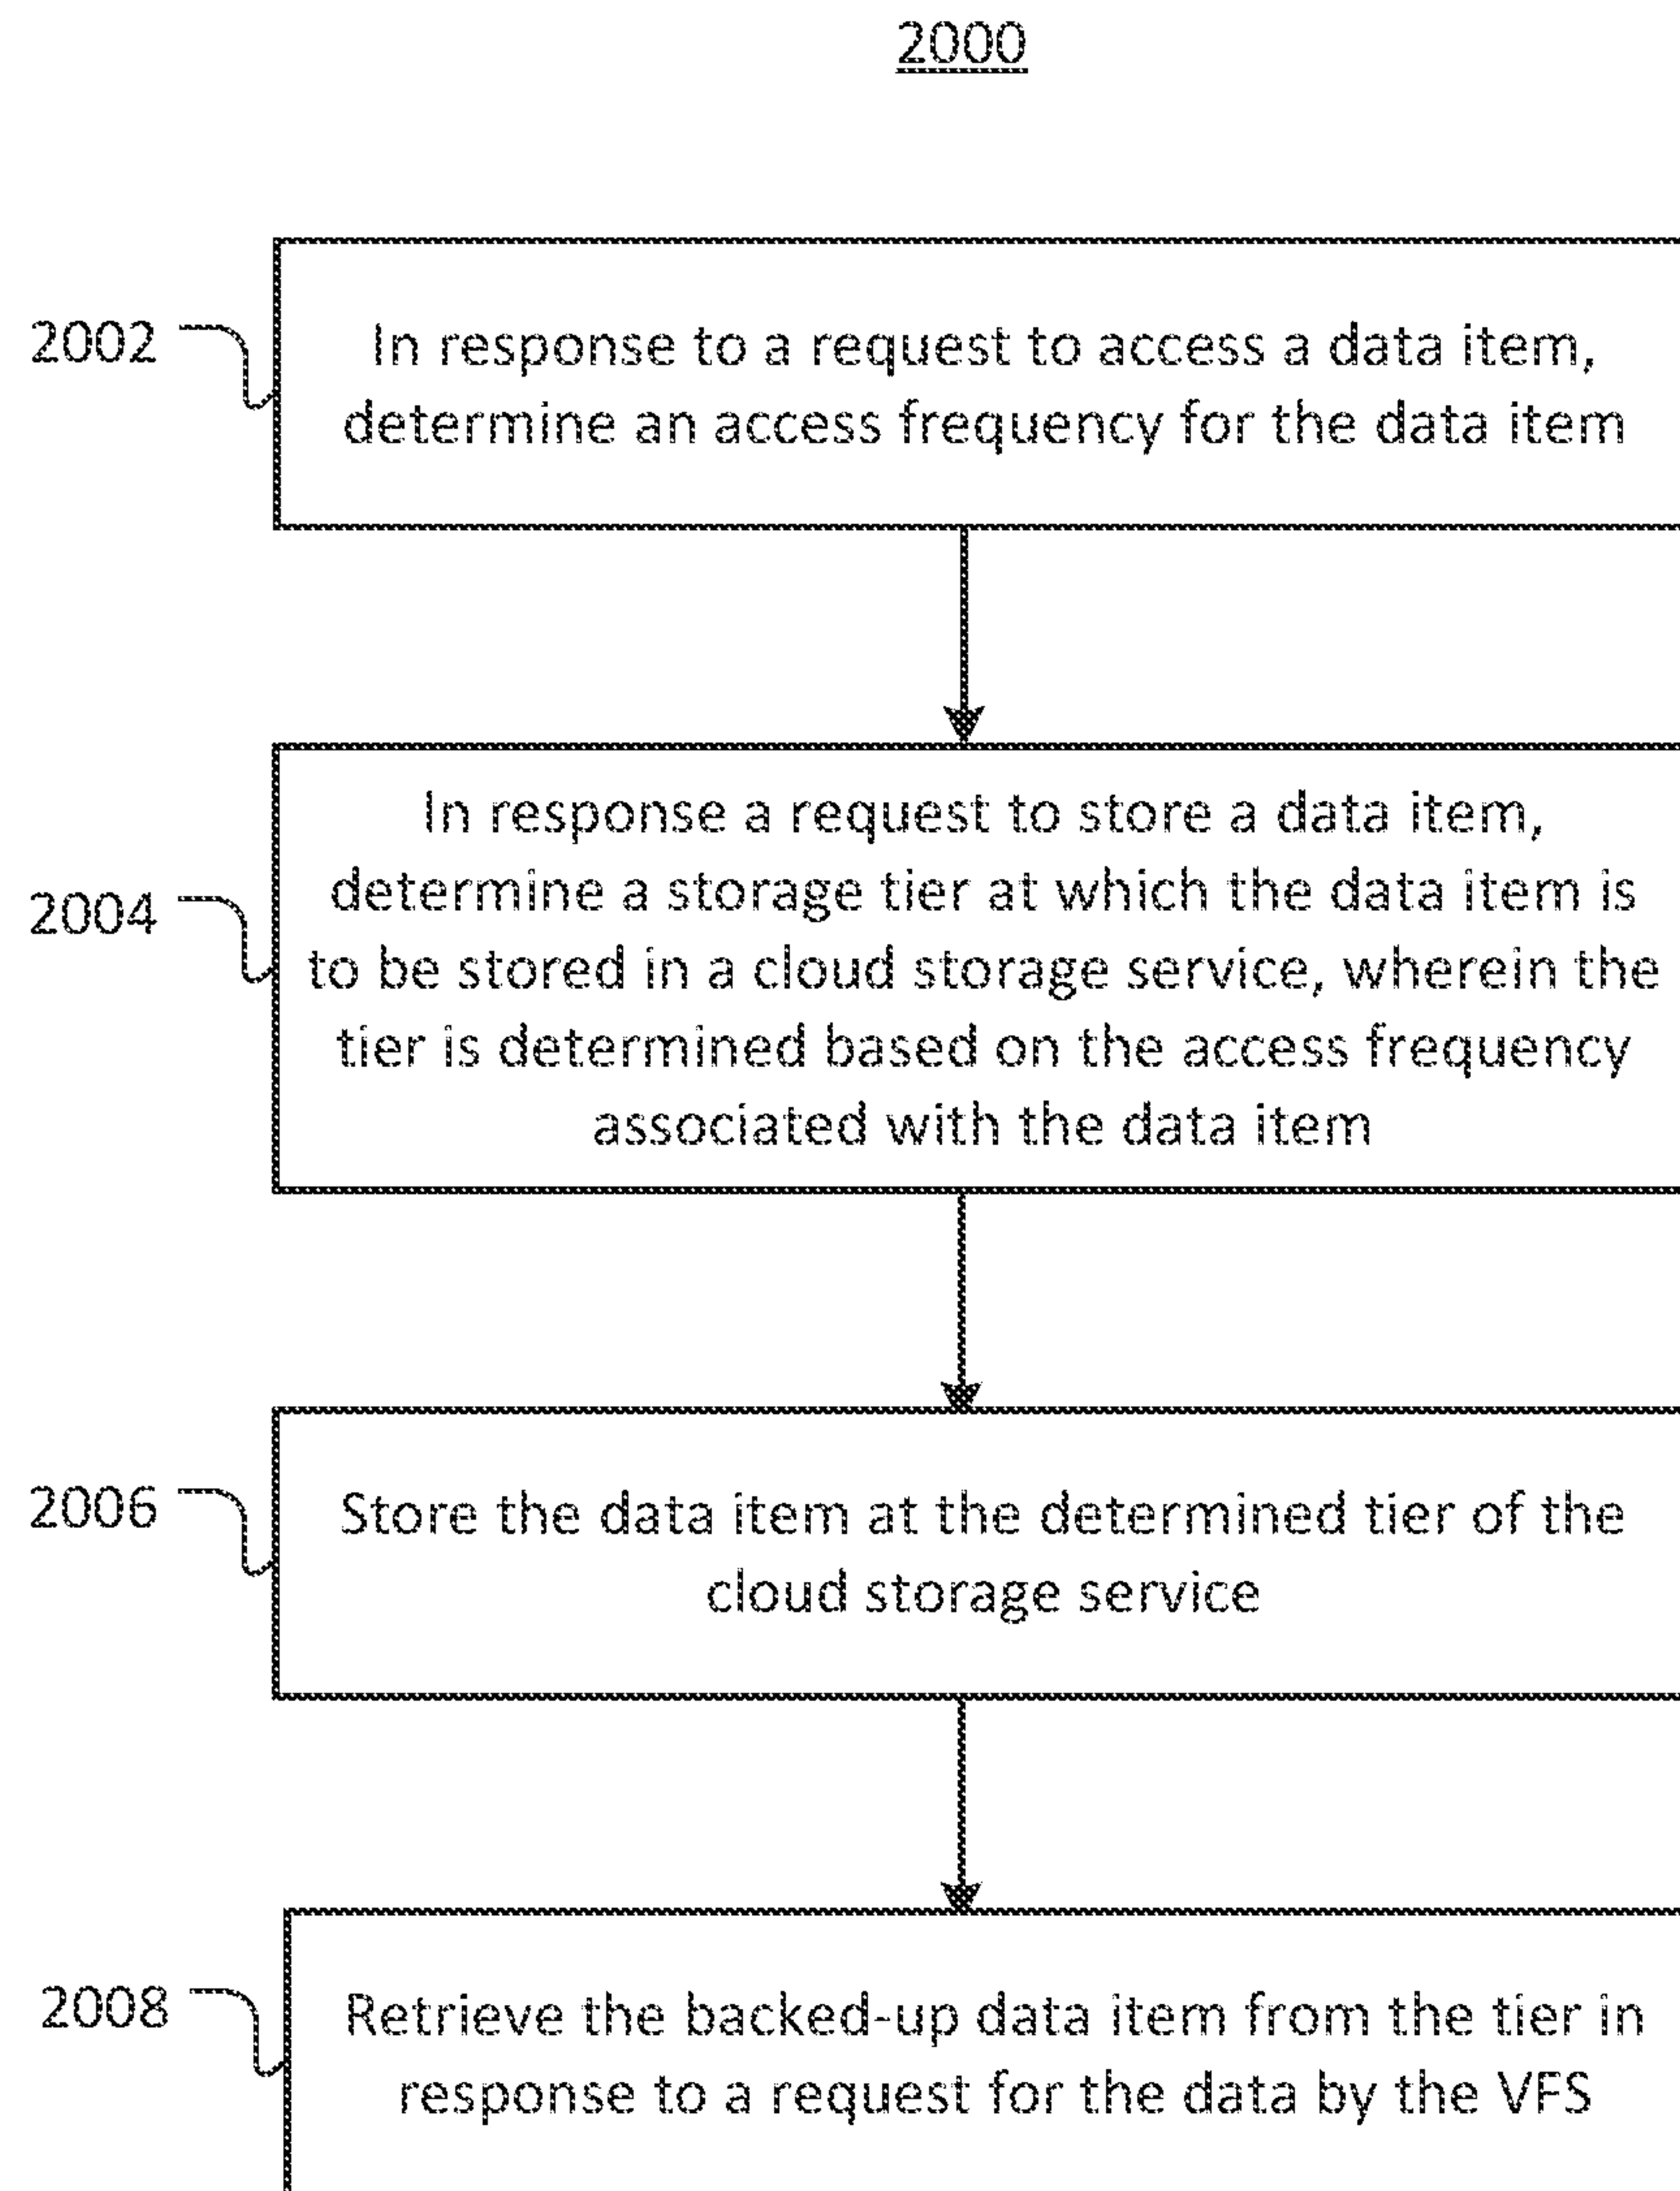 2000
2002
In response to a request to access a data item,
determine an access frequency for the data item
2004
In response a request to store a data item,
determine a storage tier at which the data item is
to be stored in a cloud storage service, wherein the
tier is determined based on the access frequency
associated with the data item
2006
Store the data item at the determined tier of the
cloud storage service
2008
Retrieve the backed-up data item from the tier in
response to a request for the data by the VFS